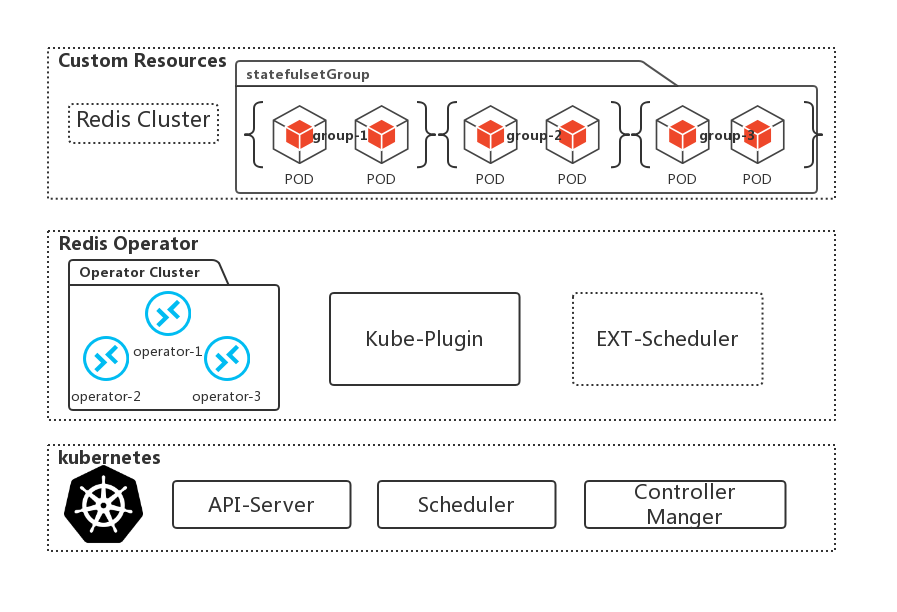 Custom Resources
statefulsetGroup
Redis Cluster
group-1
group-2
group-3
POD
POD
POD
POD
POD
POD
Redis Operator
Operator Cluster
operator-1
operator-2
operator-3
Kube-Plugin
EXT-Scheduler
kubernetes
API-Server
Scheduler
Controller
Manger